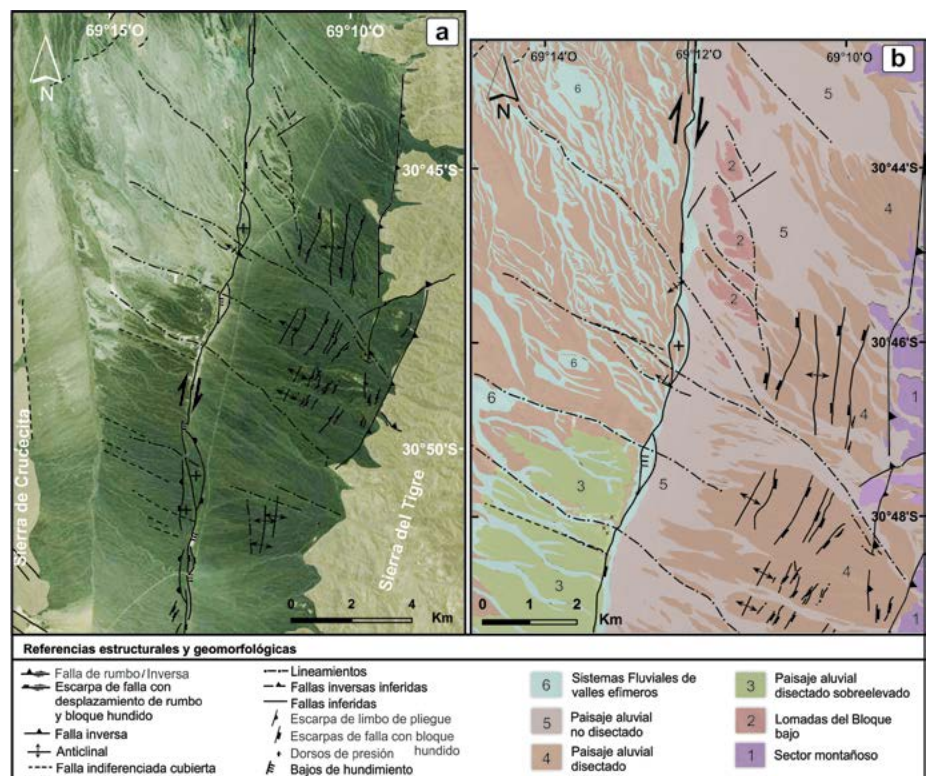 69°15'O
69°10'O
a
N
30°45'S
30°50'S
Sierra de Crucecita
Sierra del Tigre
0 2 4
Km
b
69°14'O
69°12'O
69°10'O
N
6
5
30°44'S
2
4
2
5
2
30°46'S
6
1
6
4
3
5
30°48'S
4
3
1
0 1 2
Km
Referencias estructurales y geomorfológicas
Falla de rumbo/Inversa
Escarpa de falla con
desplazamiento de rumbo
y bloque hundido
Falla inversa
Anticlinal
Falla indiferenciada cubierta
Lineamientos
Fallas inversas inferidas
Fallas inferidas
Escarpa de limbo de pliegue
Escarpas de falla con bloque
hundido
Dorsos de presión
Bajos de hundimiento
6 Sistemas Fluviales de
valles efímeros
5 Paisaje aluvial
no disectado
4 Paisaje aluvial
disectado
3 Paisaje aluvial
disectado sobreelevado
2 Lomadas del Bloque
bajo
1 Sector montañoso